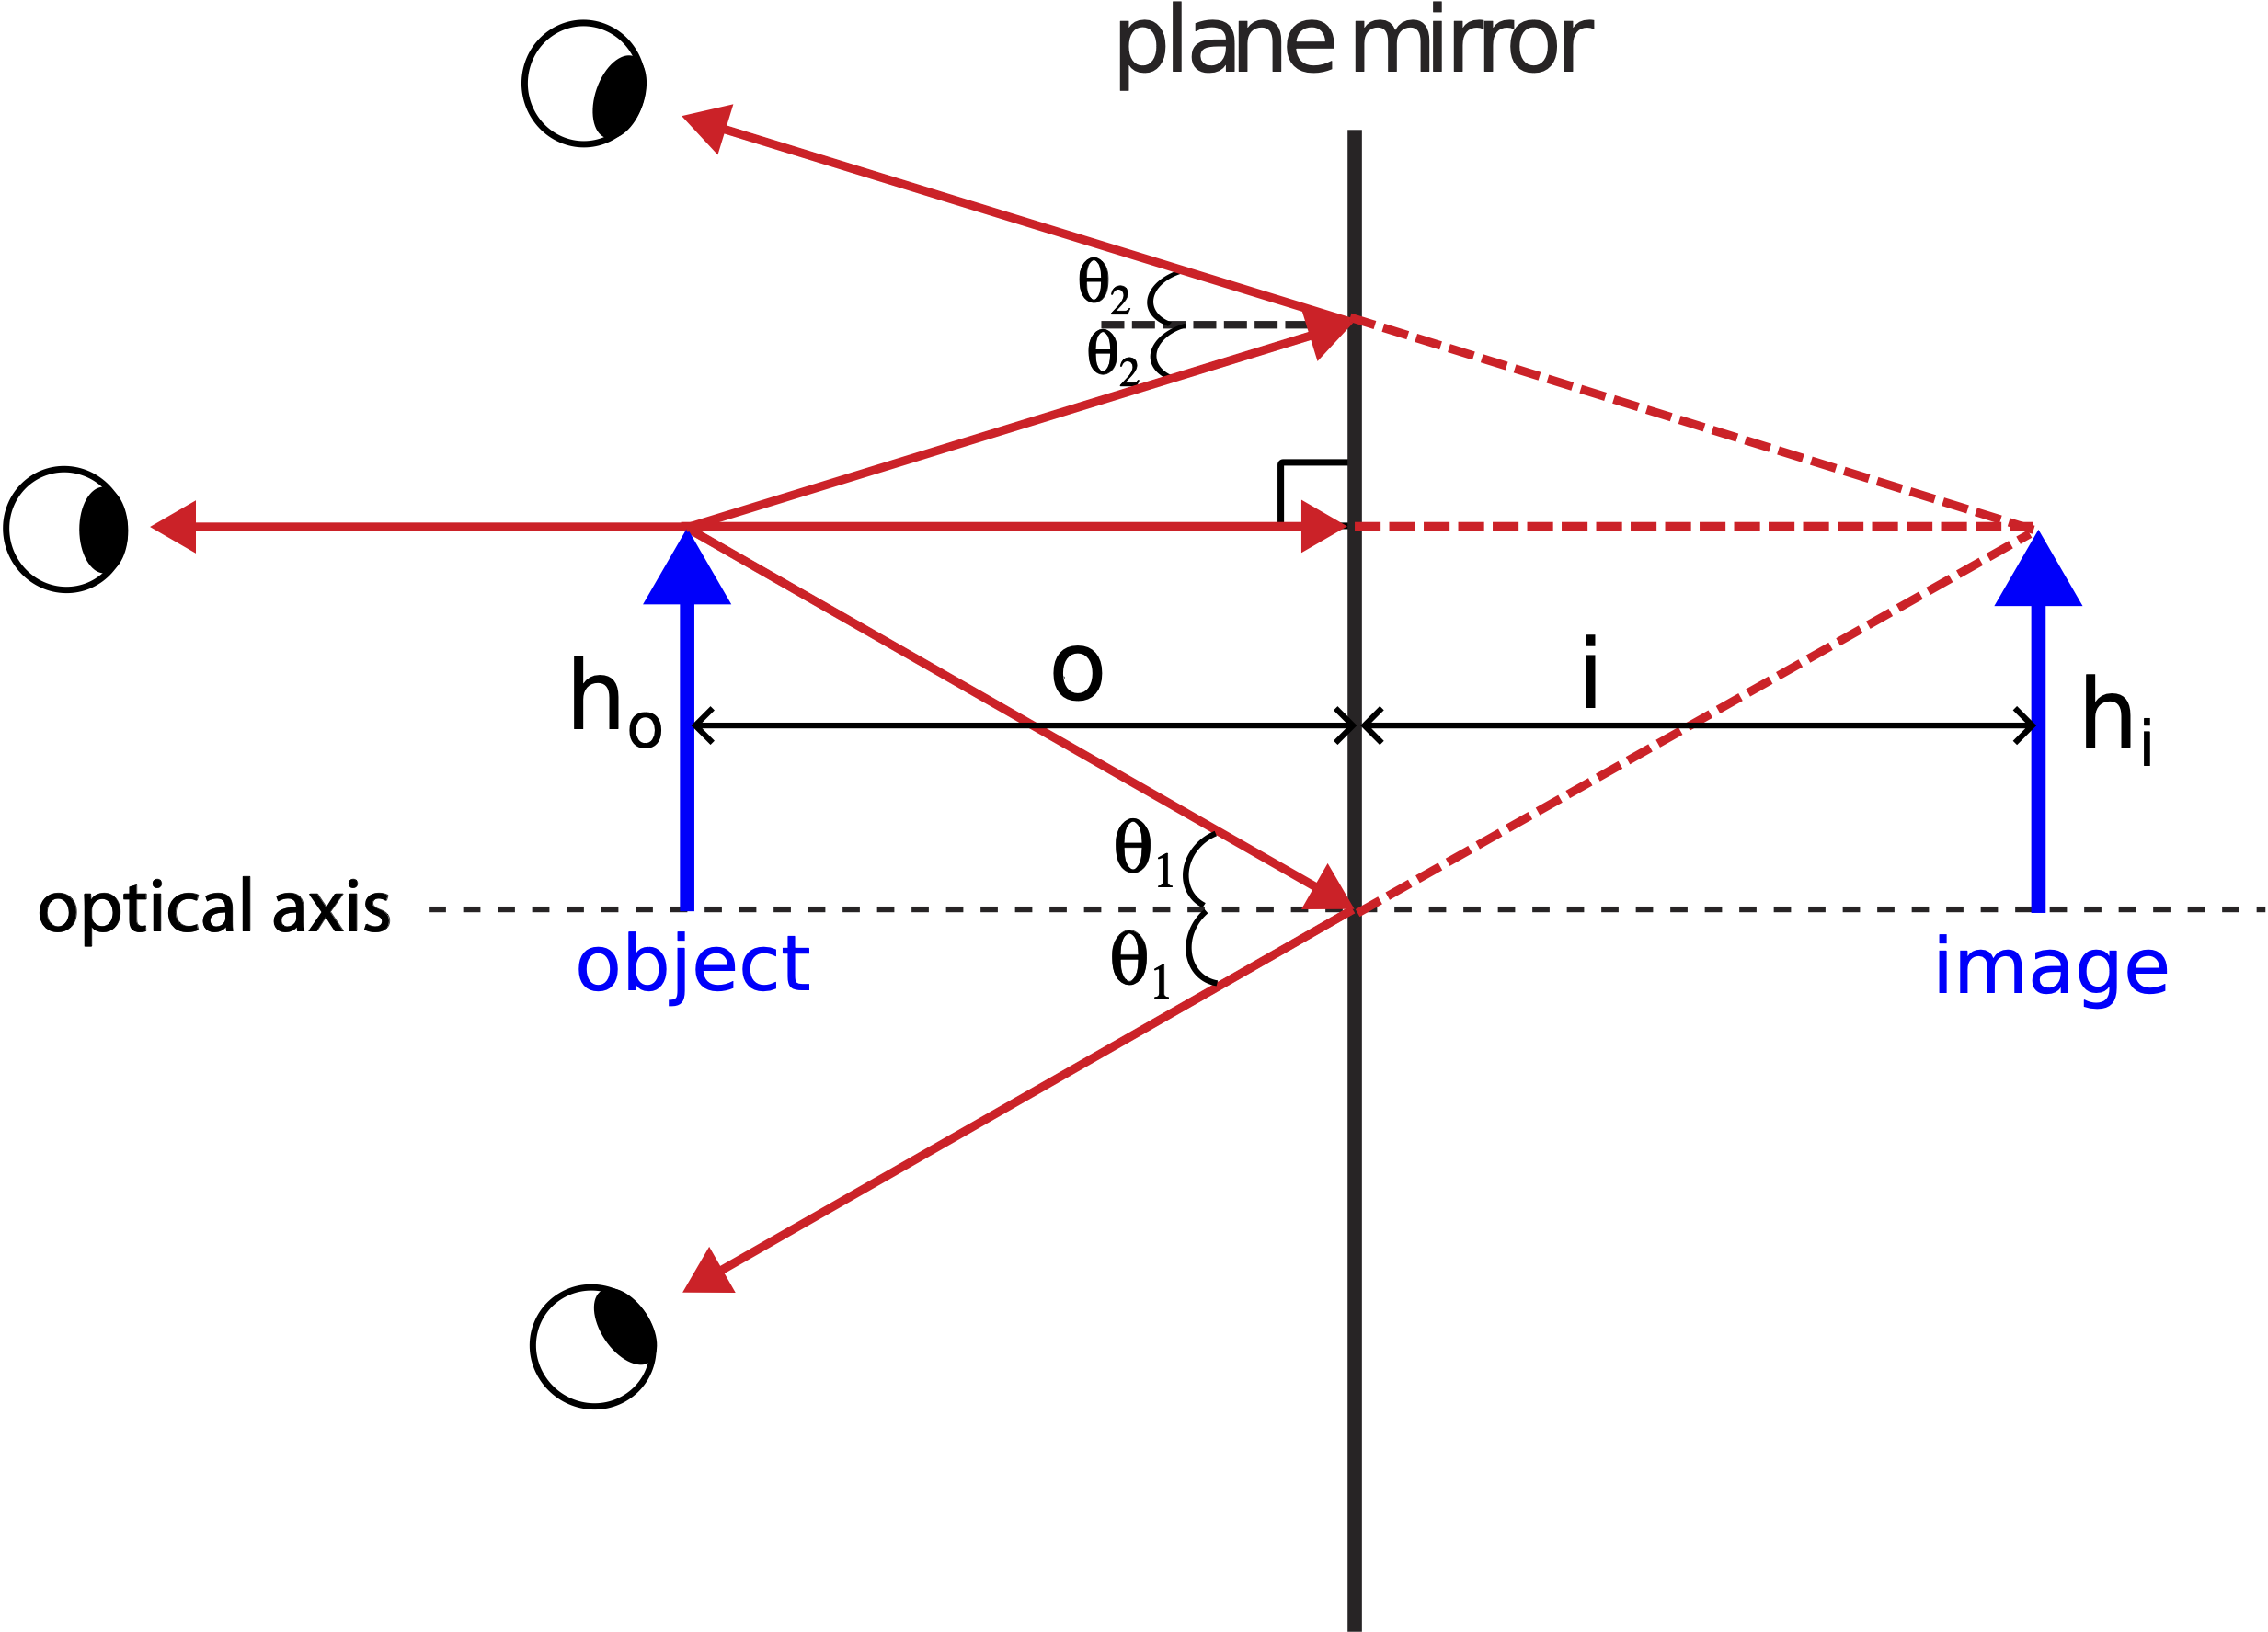 plane mirror
θ2
θ2
o
i
ho
hi
θ1
optical axis
object
θ1
image